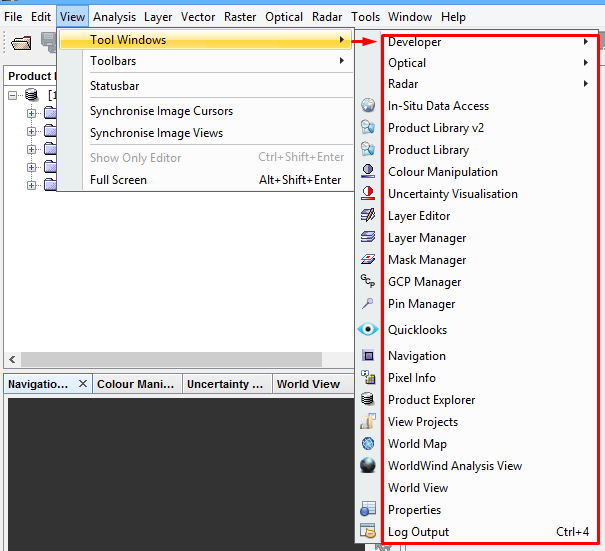 File Edit View Analysis Layer Vector Raster Optical Radar Tools Window Help
Tool Windows
Toolbars
Statusbar
Synchronise Image Cursors
Synchronise Image Views
Show Only Editor Ctrl+Shift+Enter
Full Screen Alt+Shift+Enter
Developer
Optical
Radar
In-Situ Data Access
Product Library v2
Product Library
Colour Manipulation
Uncertainty Visualisation
Layer Editor
Layer Manager
Mask Manager
GCP Manager
Pin Manager
Quicklooks
Navigation
Pixel Info
Product Explorer
View Projects
World Map
WorldWind Analysis View
World View
Properties
Log Output Ctrl+4
Product
Navigatio... Colour Mani... Uncertainty ... World View